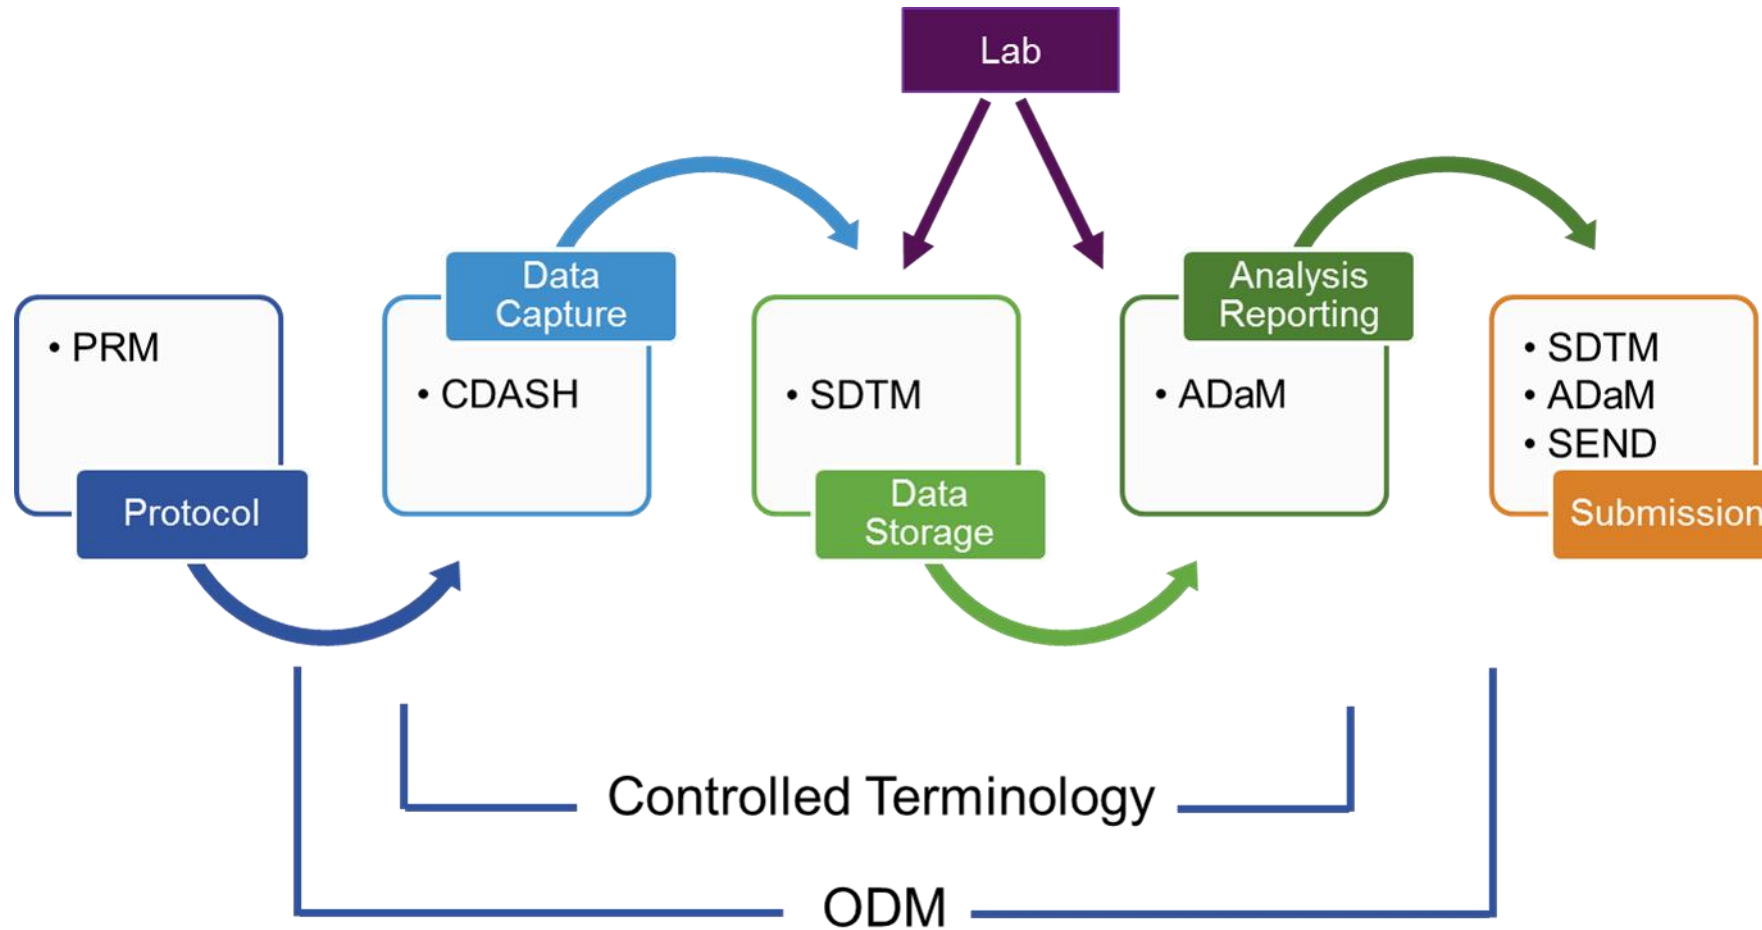 Lab
Data
Capture
Analysis
Reporting
• PRM
• CDASH
• SDTM
• ADaM
• SDTM
• ADaM
• SEND
Protocol
Data
Storage
Submission
Controlled Terminology
ODM